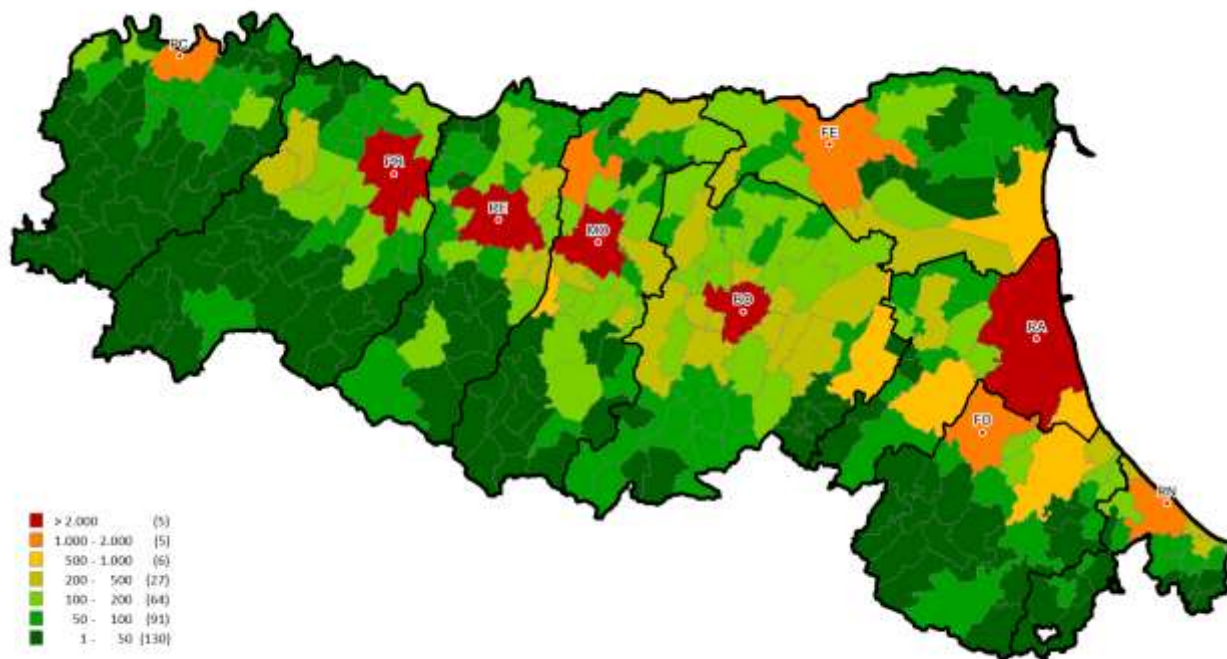 PC
FE
PR
RE
MO
BO
RA
FO
RN
> 2.000 (5)
1.000 - 2.000 (5)
500 - 1.000 (6)
200 - 500 (27)
100 - 200 (64)
50 - 100 (91)
1 - 50 (130)